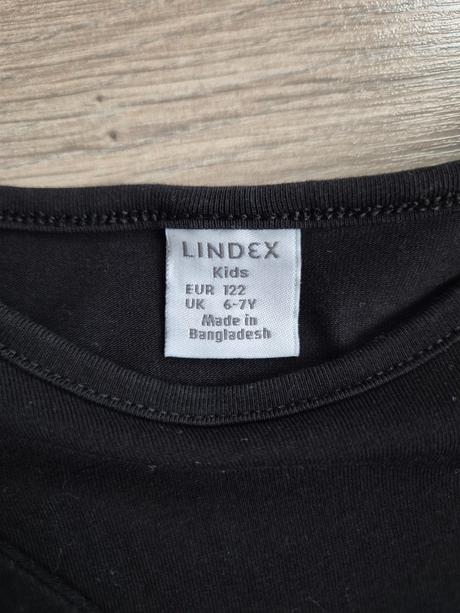 LINDEX
Kids
EUR 122
UK 6-7Y
Made in
Bangladesh